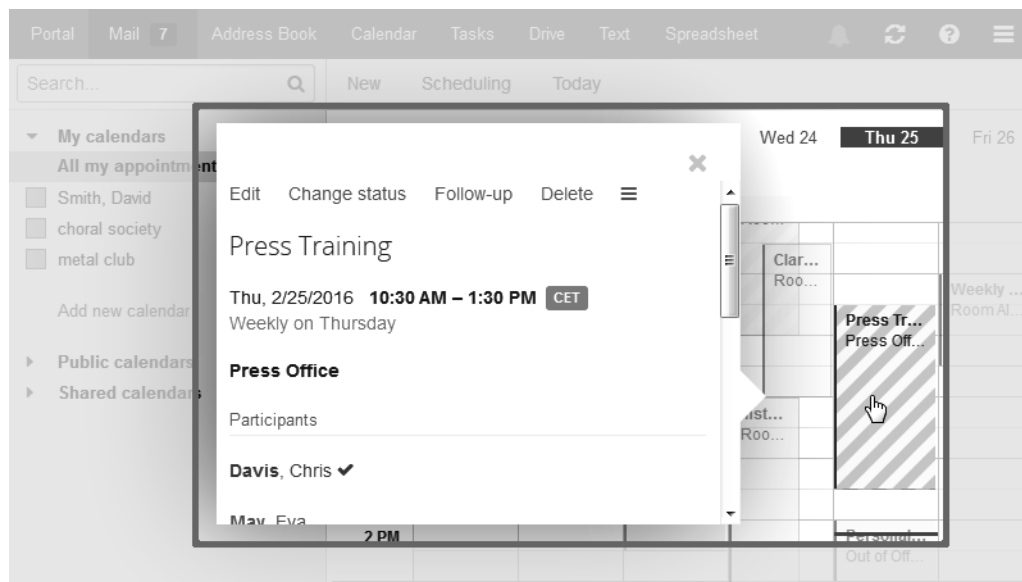 Portal Mail 7 Address Book Calendar Tasks Drive Text Spreadsheet
Search... New Scheduling Today
My calendars
All my appointment
Smith, David
choral society
metal club
Add new calendar
Public calendars
Shared calendars
Wed 24 Thu 25 Fri 26
Edit Change status Follow-up Delete
Press Training
Thu, 2/25/2016 10:30 AM – 1:30 PM CET
Weekly on Thursday
Press Office
Participants
Davis, Chris
May, Eva
Clar...
Roo...
Press Tr...
Press Off...
Weekly ...
Room Al...
Roo...
2 PM
Personal...
Out of Off...